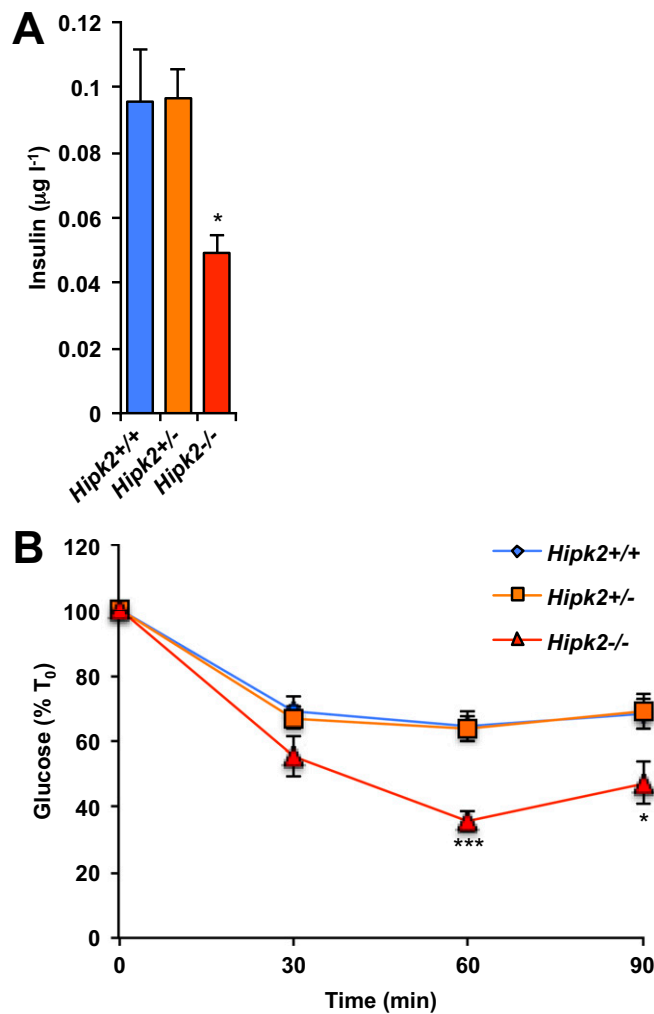 A
0.12
0.1
0.08
0.06
0.04
0.02
0
Insulin (µg l⁻¹)
*
Hipk2+/+
Hipk2+/-
Hipk2-/-
B
120
100
80
60
40
20
0
Glucose (% T₀)
Hipk2+/+
Hipk2+/-
Hipk2-/-
***
*
0 30 60 90
Time (min)